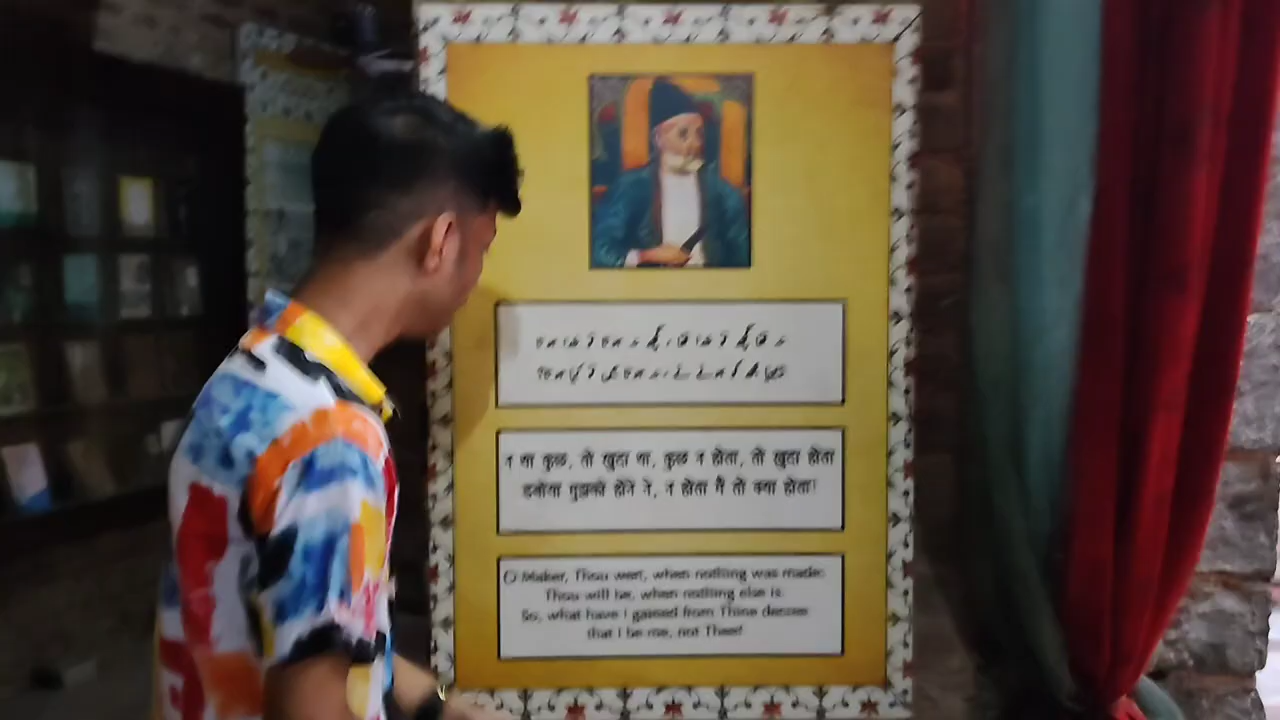 न था कुछ, तो खुदा था, कुछ न होता, तो खुदा होता
डुबोया मुझको होने ने, न होता मैं तो क्या होता!
O Maker, Thou wert, when nothing was made;
Thou will be, when nothing else is.
So, what have I gained from Thine decree
that I be me, not Thee!